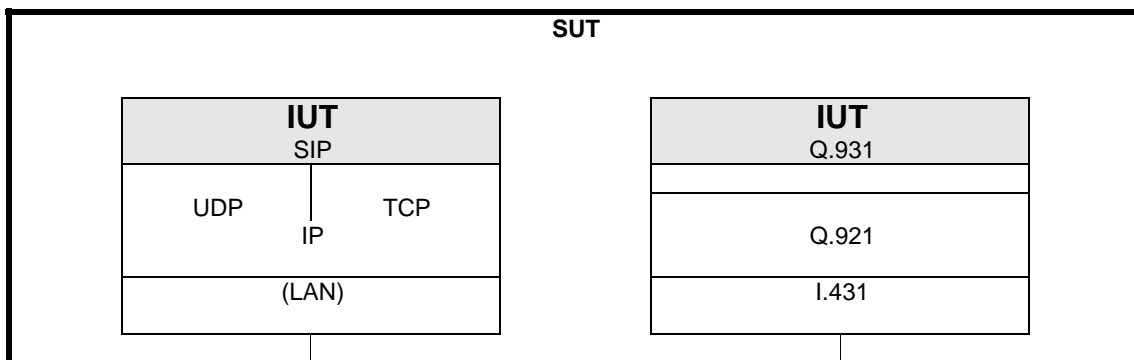 SUT
IUT
SIP
UDP TCP
IP
(LAN)
IUT
Q.931
Q.921
I.431